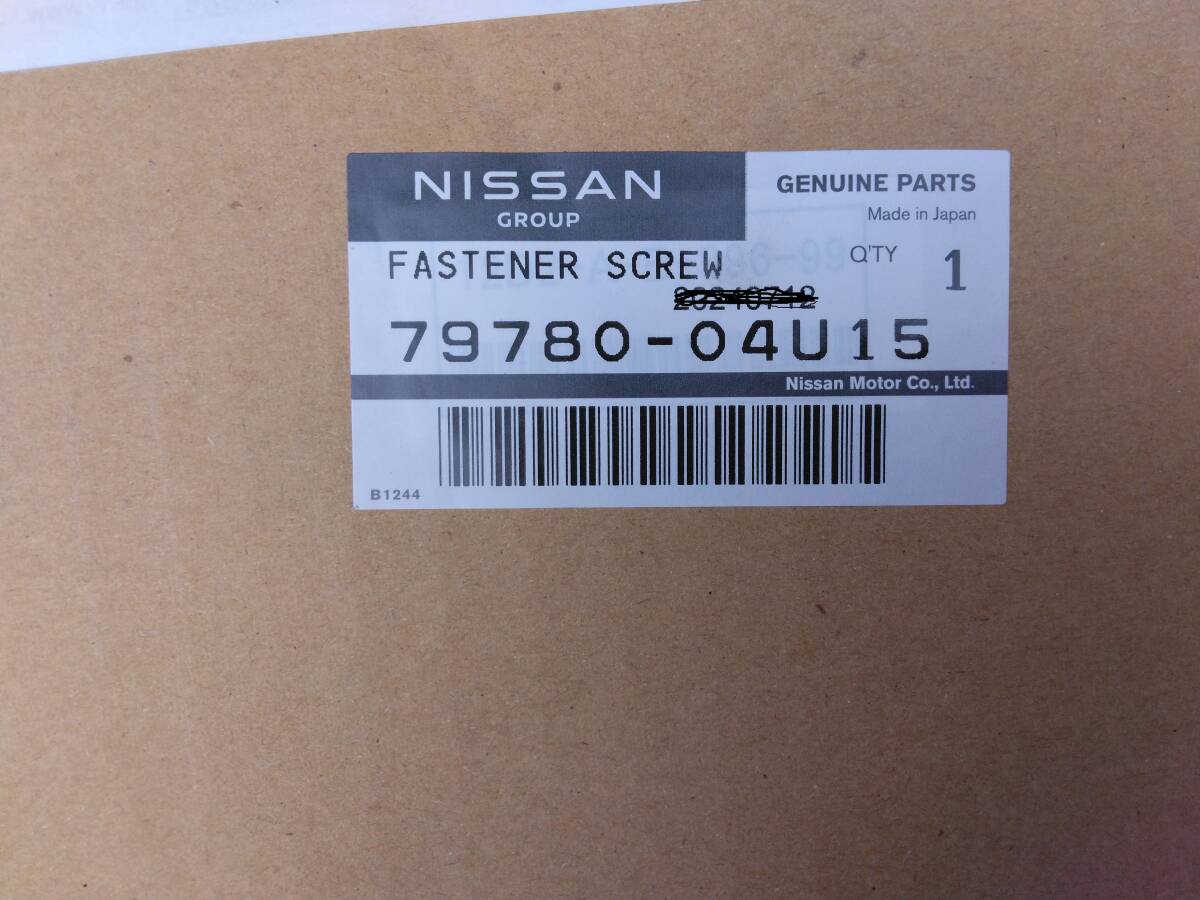 NISSAN
GROUP
GENUINE PARTS
Made in Japan
FASTENER SCREW
Q'TY 1
79780-04U15
Nissan Motor Co., Ltd.
B1244